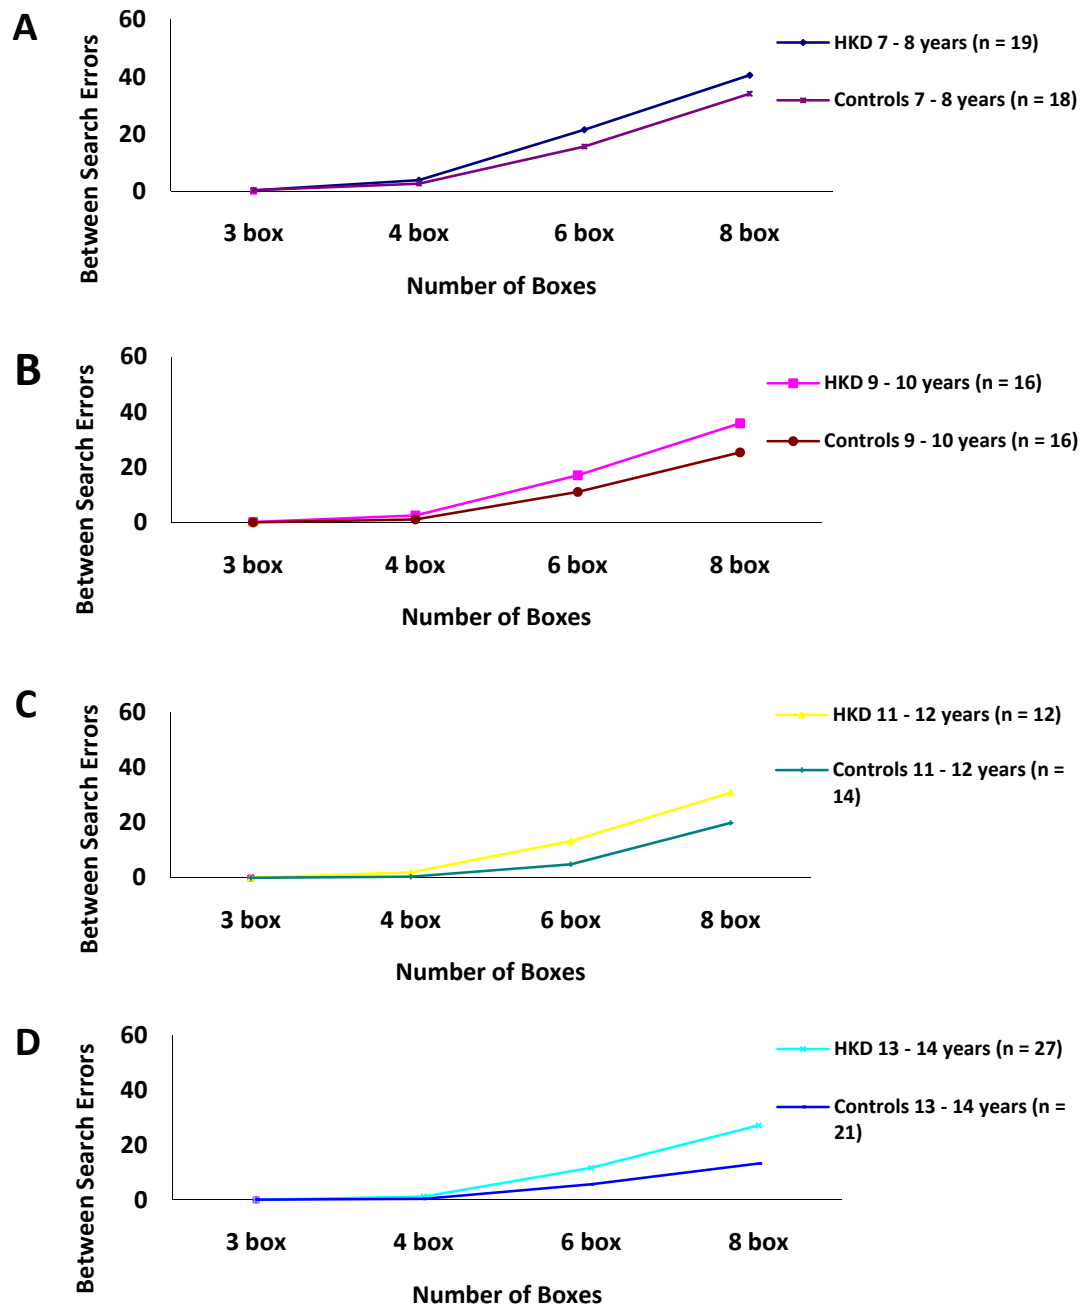 A
Between Search Errors
60
40
20
0
3 box 4 box 6 box 8 box
Number of Boxes
HKD 7 - 8 years (n = 19)
Controls 7 - 8 years (n = 18)
B
Between Search Errors
60
40
20
0
3 box 4 box 6 box 8 box
Number of Boxes
HKD 9 - 10 years (n = 16)
Controls 9 - 10 years (n = 16)
C
Between Search Errors
60
40
20
0
3 box 4 box 6 box 8 box
Number of Boxes
HKD 11 - 12 years (n = 12)
Controls 11 - 12 years (n =
14)
D
Between Search Errors
60
40
20
0
3 box 4 box 6 box 8 box
Number of Boxes
HKD 13 - 14 years (n = 27)
Controls 13 - 14 years (n =
21)